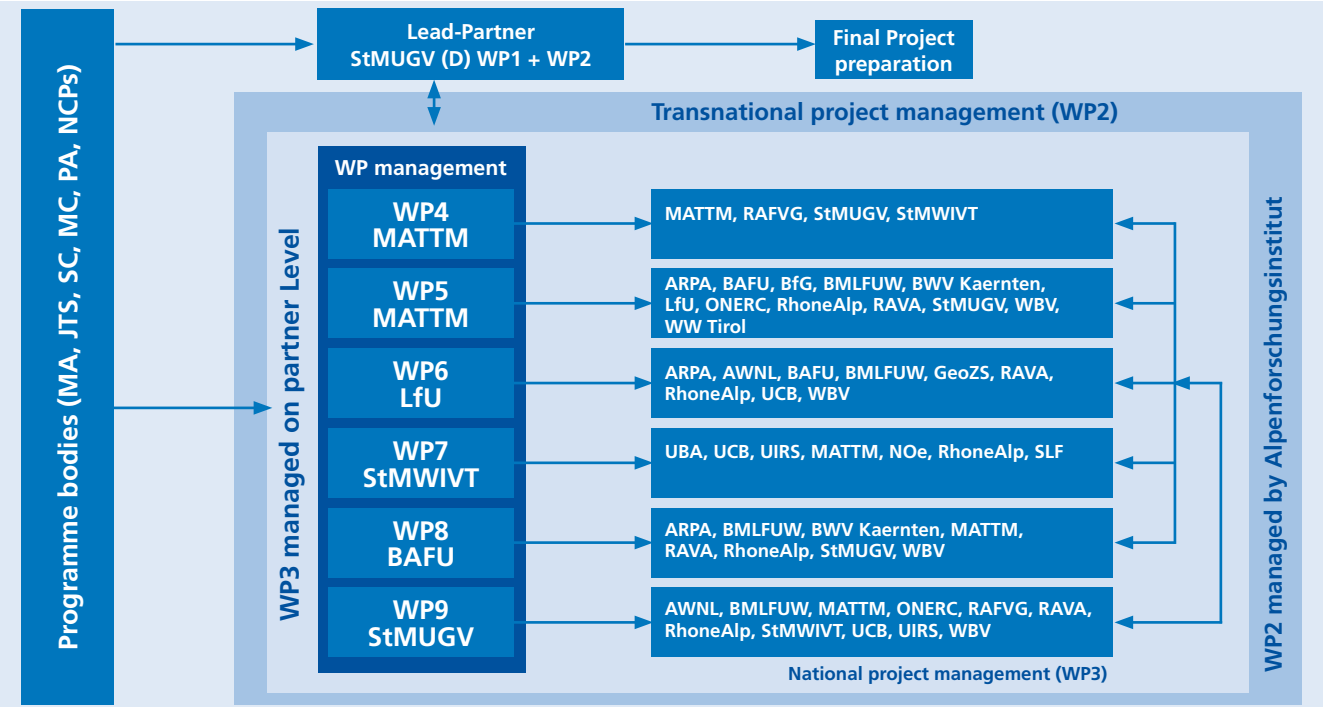 Programme bodies (MA, JTS, SC, MC, PA, NCPs)
Lead-Partner
StMUGV (D) WP1 + WP2
Final Project
preparation
Transnational project management (WP2)
WP3 managed on partner Level
WP management
WP4
MATTM
MATTM, RAFVG, StMUGV, StMWIVT
WP5
MATTM
ARPA, BAFU, BfG, BMLFUW, BWV Kaernten,
LfU, ONERC, RhoneAlp, RAVA, StMUGV, WBV,
WW Tirol
WP6
LfU
ARPA, AWNL, BAFU, BMLFUW, GeoZS, RAVA,
RhoneAlp, UCB, WBV
WP7
StMWIVT
UBA, UCB, UIRS, MATTM, NOe, RhoneAlp, SLF
WP8
BAFU
ARPA, BMLFUW, BWV Kaernten, MATTM,
RAVA, RhoneAlp, StMUGV, WBV
WP9
StMUGV
AWNL, BMLFUW, MATTM, ONERC, RAFVG, RAVA,
RhoneAlp, StMWIVT, UCB, UIRS, WBV
National project management (WP3)
WP2 managed by Alpenforschungsinstitut